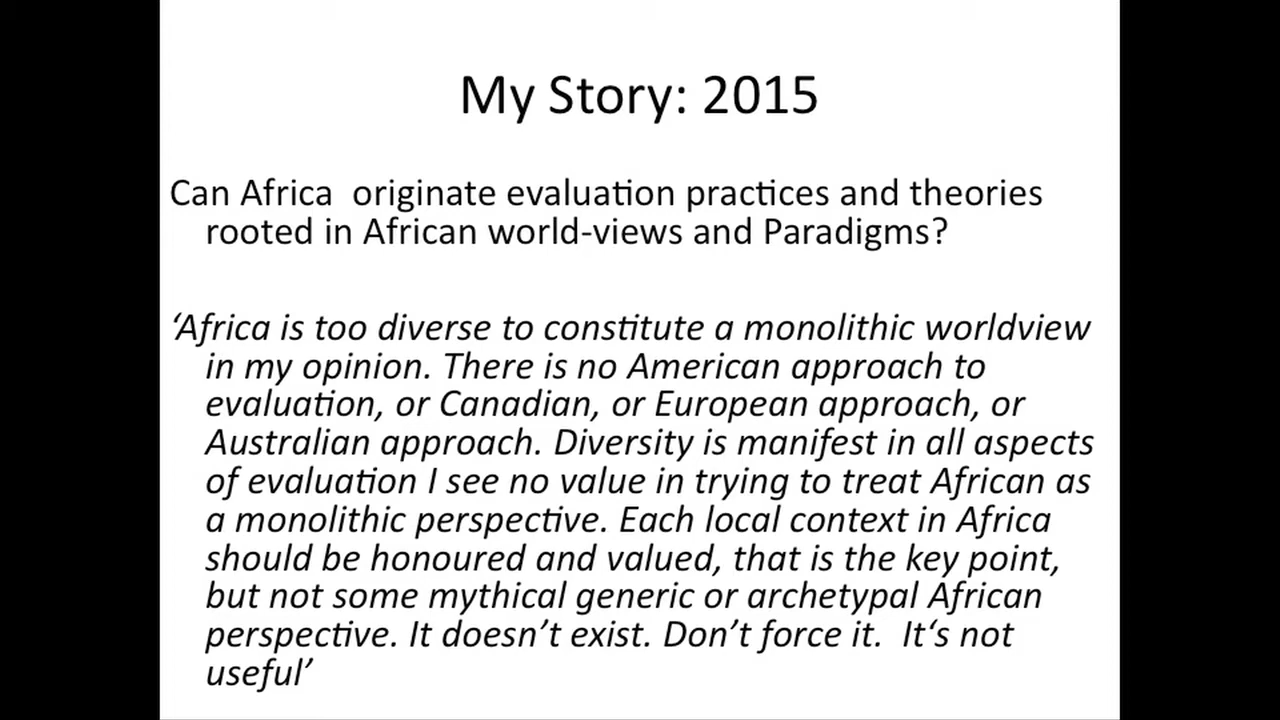 My Story: 2015
Can Africa  originate evaluation practices and theories
rooted in African world-views and Paradigms?
‘Africa is too diverse to constitute a monolithic worldview
in my opinion. There is no American approach to
evaluation, or Canadian, or European approach, or
Australian approach. Diversity is manifest in all aspects
of evaluation I see no value in trying to treat African as
a monolithic perspective. Each local context in Africa
should be honoured and valued, that is the key point,
but not some mythical generic or archetypal African
perspective. It doesn’t exist. Don’t force it.  It‘s not
useful’